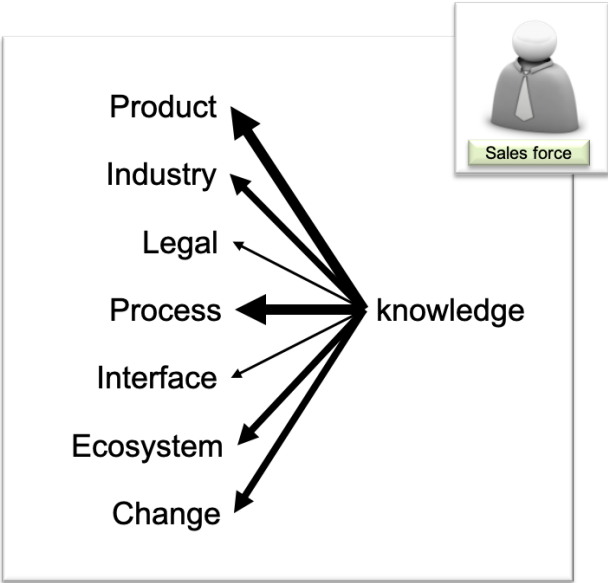 Sales force
Product
Industry
Legal
Process
knowledge
Interface
Ecosystem
Change